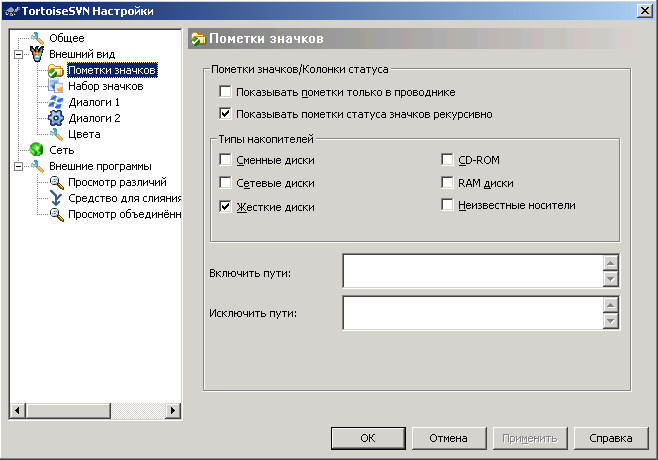 TortoiseSVN Настройки
Общее
Внешний вид
Пометки значков
Набор значков
Диалоги 1
Диалоги 2
Цвета
Сеть
Внешние программы
Просмотр различий
Средство для слияния
Просмотр объединённ
Пометки значков
Пометки значков/Колонки статуса
Показывать пометки только в проводнике
Показывать пометки статуса значков рекурсивно
Типы накопителей
Сменные диски
CD-ROM
Сетевые диски
RAM диски
Жесткие диски
Неизвестные носители
Включить пути:
Исключить пути:
OK
Отмена
Применить
Справка